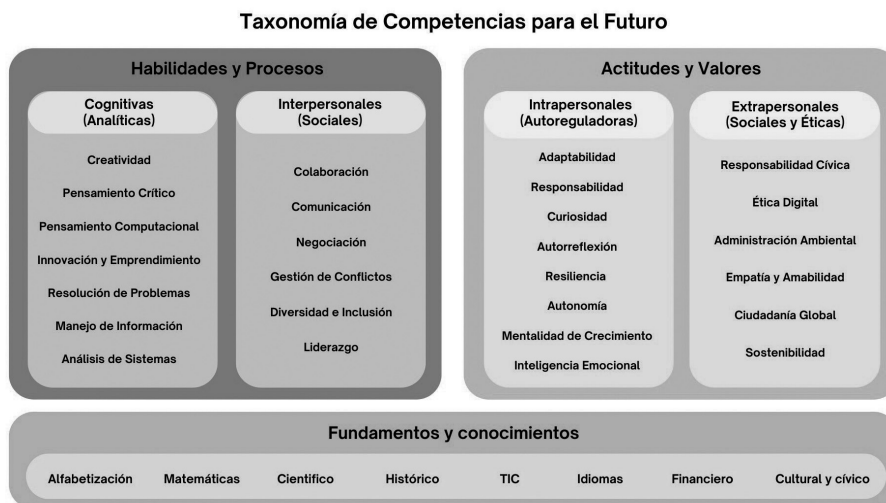 Taxonomía de Competencias para el Futuro
Habilidades y Procesos
Cognitivas
(Analíticas)
Creatividad
Pensamiento Crítico
Pensamiento Computacional
Innovación y Emprendimiento
Resolución de Problemas
Manejo de Información
Análisis de Sistemas
Interpersonales
(Sociales)
Colaboración
Comunicación
Negociación
Gestión de Conflictos
Diversidad e Inclusión
Liderazgo
Actitudes y Valores
Intrapersonales
(Autoreguladoras)
Adaptabilidad
Responsabilidad
Curiosidad
Autorreflexión
Resiliencia
Autonomía
Mentalidad de Crecimiento
Inteligencia Emocional
Extrapersonales
(Sociales y Éticas)
Responsabilidad Cívica
Ética Digital
Administración Ambiental
Empatía y Amabilidad
Ciudadanía Global
Sostenibilidad
Fundamentos y conocimientos
Alfabetización Matemáticas Cientifico Histórico TIC Idiomas Financiero Cultural y cívico